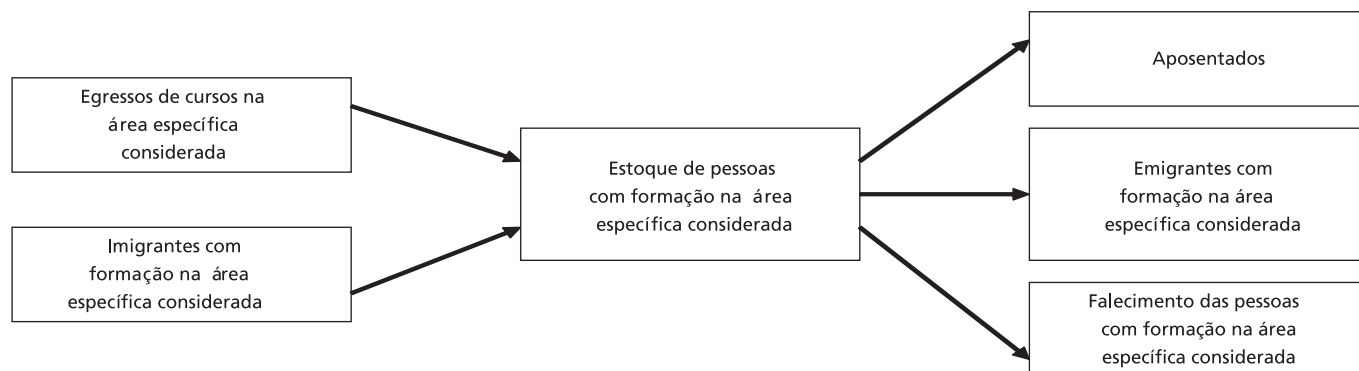 Egressos de cursos na
área específica
considerada
Imigrantes com
formação na área
específica considerada
Estoque de pessoas
com formação na área
específica considerada
Aposentados
Emigrantes com
formação na área
específica considerada
Falecimento das pessoas
com formação na área
específica considerada